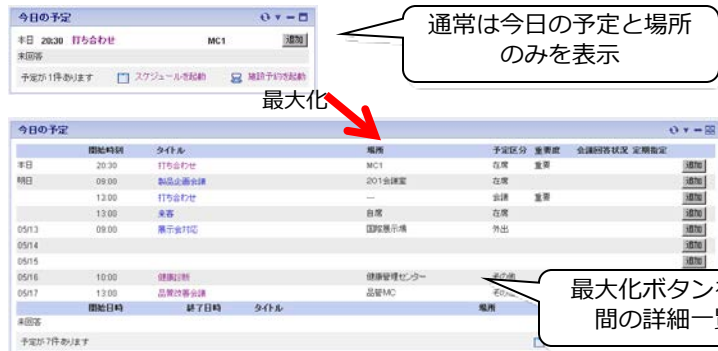 今日の予定
本日 20:30 打ち合わせ MC1 追加
未回答
予定が1件あります スケジュールを起動 施設予約を起動
通常は今日の予定と場所
のみを表示
最大化
今日の予定
開始時刻 タイトル 場所 予定区分 重要度 会議回答状況 定期指定
本日 20:30 打ち合わせ MC1 在席 重要 追加
明日 09:00 製品企画会議 201会議室 在席 追加
13:00 打ち合わせ --- 会議 重要 追加
13:00 来客 自席 在席 追加
05/13 09:00 展示会対応 国際展示場 外出 追加
05/14 追加
05/15 追加
05/16 10:00 健康診断 健康管理センター その他
05/17 13:00 品質改善会議 品管MC
開始日時 終了日時 タイトル 場所
未回答
予定が7件あります
最大化ボタン
間の詳細一